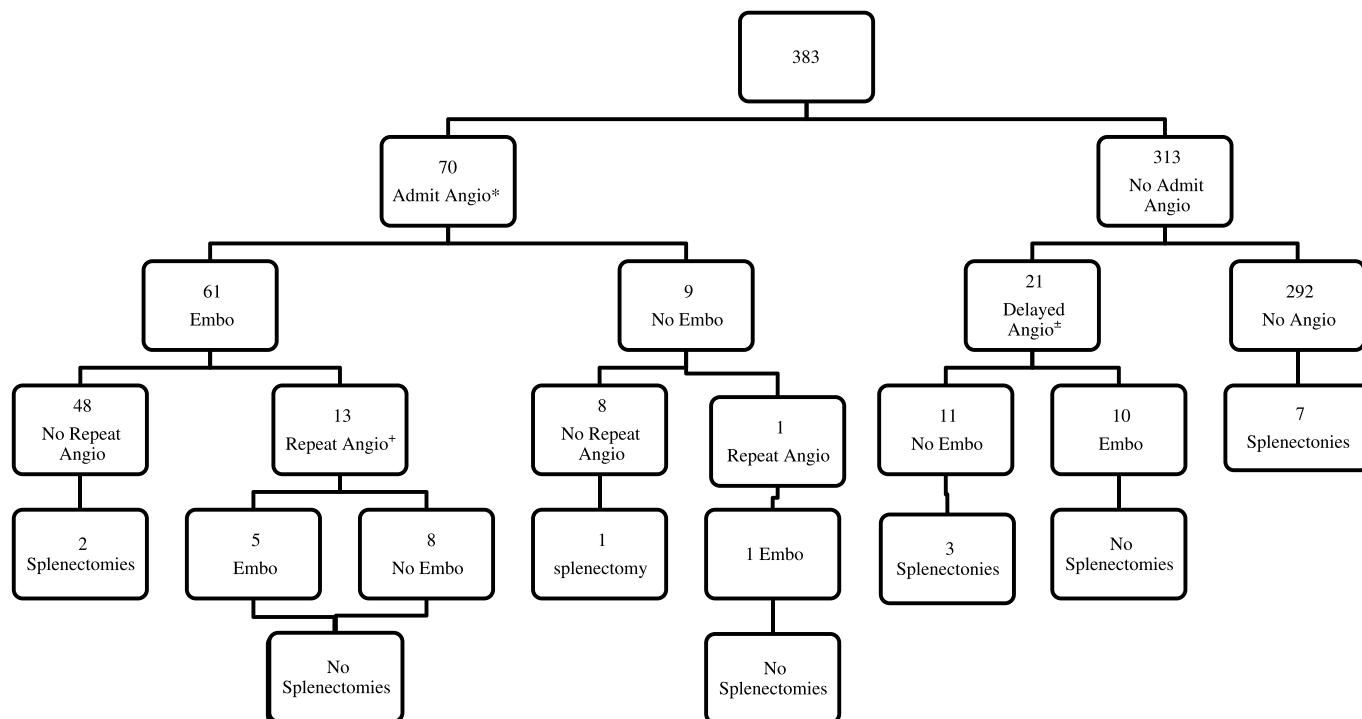 383
70
Admit Angio*
313
No Admit
Angio
61
Embo
9
No Embo
21
Delayed
Angio±
292
No Angio
48
No Repeat
Angio
13
Repeat Angio+
8
No Repeat
Angio
1
Repeat Angio
11
No Embo
10
Embo
7
Splenectonies
2
Splenectomies
5
Embo
8
No Embo
1
splenectomy
1 Embo
3
Splenectonies
No
Splenectomies
No
Splenectomies
No
Splenectomies